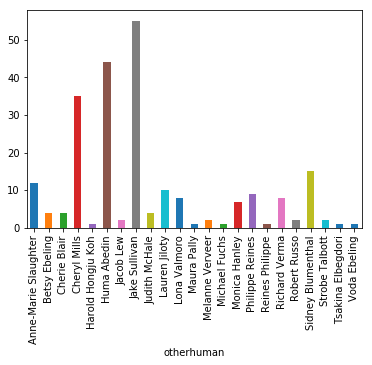 50
40
30
20
10
0
Anne-Marie Slaughter
Betsy Ebeling
Cherie Blair
Cheryl Mills
Harold Hongju Koh
Huma Abedin
Jacob Lew
Jake Sullivan
Judith McHale
Lauren Jiloty
Lona Valmoro
Maura Pally
Melanne Verveer
Michael Fuchs
Monica Hanley
Philippe Reines
Reines Philippe
Richard Verma
Robert Russo
Sidney Blumenthal
Strobe Talbott
Tsakina Elbegdorj
Voda Ebeling
otherhuman